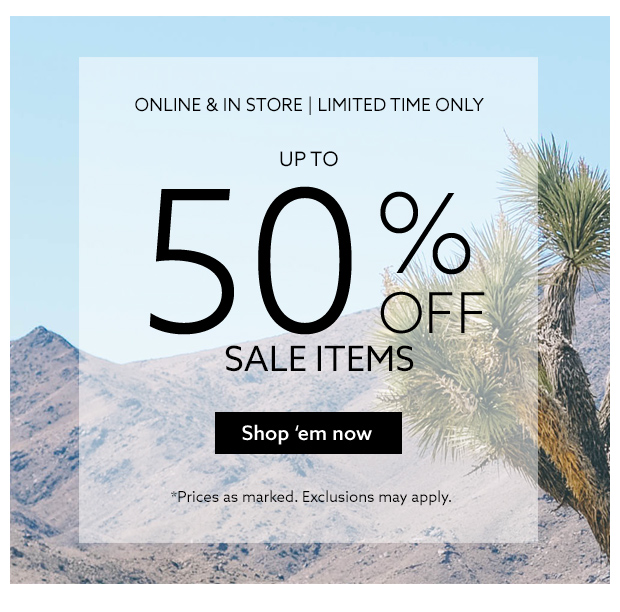 ONLINE & IN STORE | LIMITED TIME ONLY
UP TO
50%
OFF
SALE ITEMS
Shop ‘em now
*Prices as marked. Exclusions may apply.